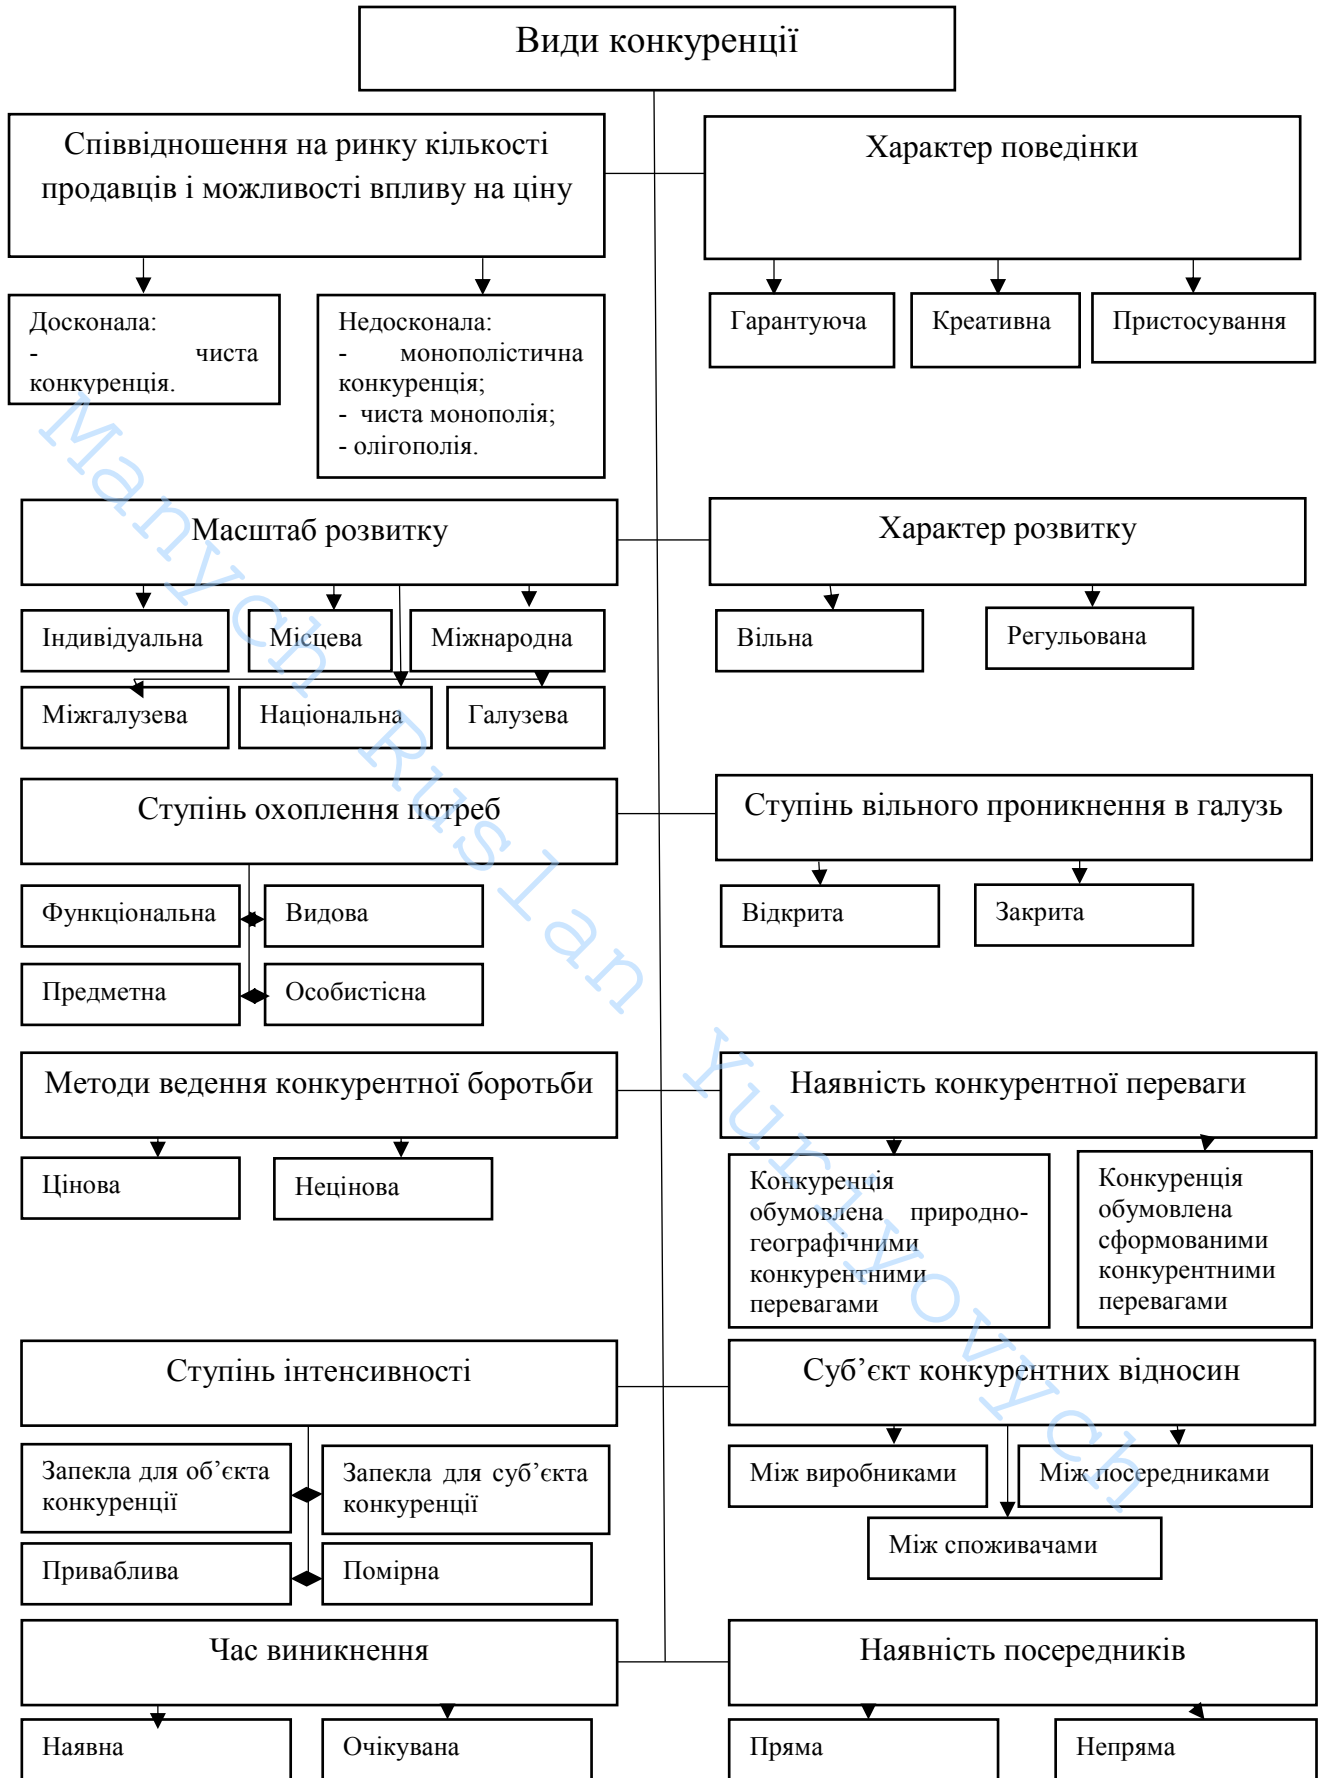 Види конкуренції
Співвідношення на ринку кількості
продавців і можливості впливу на ціну
Характер поведінки
Досконала:
- чиста
конкуренція.
Недосконала:
- монополістична
конкуренція;
- чиста монополія;
- олігополія.
Гарантуюча
Креативна
Пристосування
Масштаб розвитку
Характер розвитку
Індивідуальна
Місцева
Міжнародна
Вільна
Регульована
Міжгалузева
Національна
Галузева
Ступінь охоплення потреб
Ступінь вільного проникнення в галузь
Функціональна
Видова
Відкрита
Закрита
Предметна
Особистісна
Методи ведення конкурентної боротьби
Наявність конкурентної переваги
Цінова
Нецінова
Конкуренція
обумовлена природно-
географічними
конкурентними
перевагами
Конкуренція
обумовлена
сформованими
конкурентними
перевагами
Ступінь інтенсивності
Суб’єкт конкурентних відносин
Запекла для об’єкта
конкуренції
Запекла для суб’єкта
конкуренції
Між виробниками
Між посередниками
Між споживачами
Приваблива
Помірна
Час виникнення
Наявність посередників
Наявна
Очікувана
Пряма
Непряма
Manych Ruslan Yuriyovych